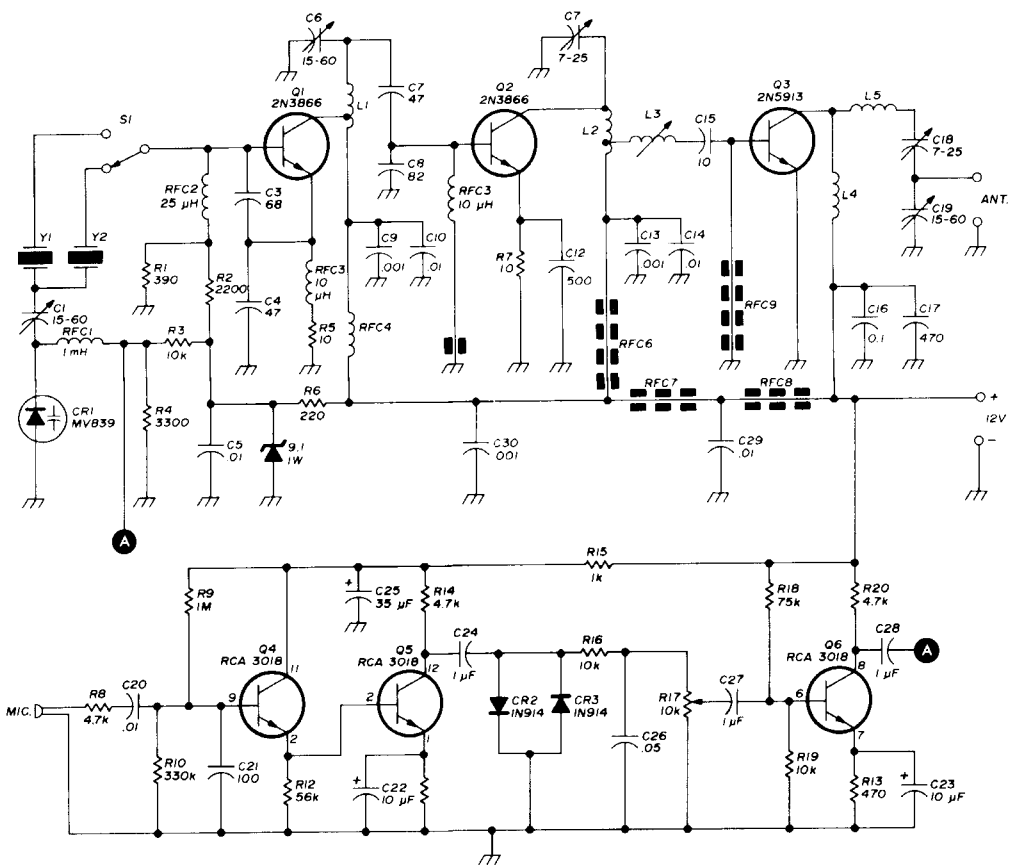 C6
15-60
C7
7-25
Q1
2N3866
L1
C7
47
Q2
2N3866
L2
L3
C15
10
Q3
2N5913
L5
C18
7-25
C19
15-60
ANT.
S1
RFC2
25 µH
C3
68
C8
82
RFC3
10 µH
L4
Y1
Y2
R1
390
R2
2200
C4
47
RFC3
10
µH
R5
10
C9
.001
C10
.01
RFC4
R7
10
C12
500
C13
.001
C14
.01
RFC6
RFC9
C16
0.1
C17
470
C1
15-60
RFC1
1mH
R3
10k
CR1
MV839
R4
3300
R6
220
C5
.01
9.1
1W
C30
.001
RFC7
RFC8
C29
.01
+
12V
-
A
R15
1k
R9
1M
+
C25
35 µF
R14
4.7k
R18
75k
R20
4.7k
C28
1 µF
A
Q4
RCA 3018
11
9
2
Q5
RCA 3018
12
2
1
C24
1 µF
R16
10k
CR2
1N914
CR3
1N914
R17
10k
C27
1 µF
Q6
RCA 3018
8
6
7
MIC.
R8
4.7k
C20
.01
R10
330k
C21
100
R12
56k
+
C22
10 µF
C26
.05
R19
10k
R13
470
+
C23
10 µF